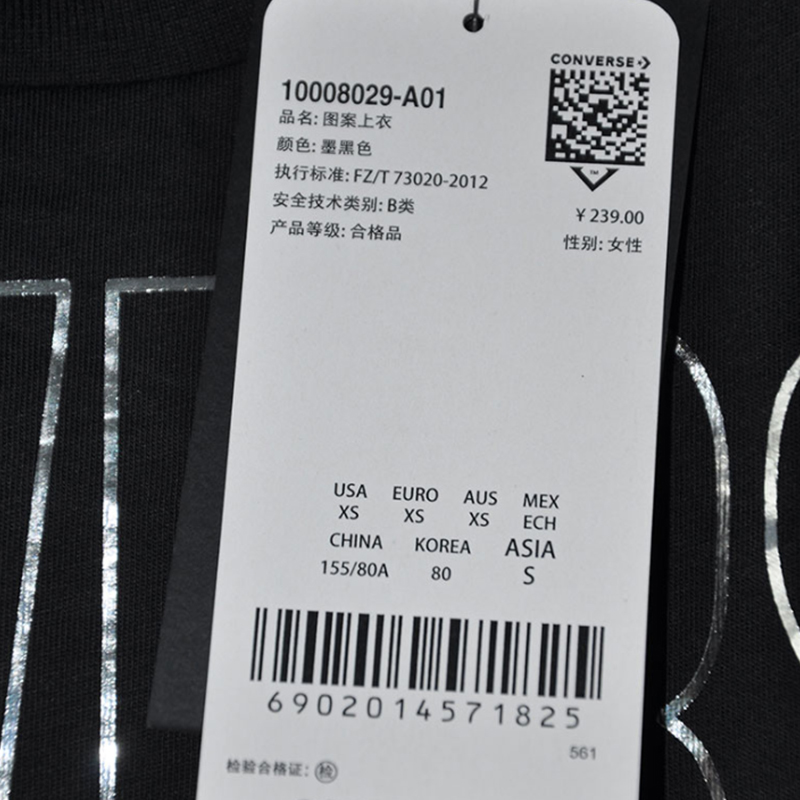 CONVERSE
10008029-A01
品名: 图案上衣
颜色: 墨黑色
执行标准: FZ/T 73020-2012
安全技术类别: B类
产品等级: 合格品
TM
￥239.00
性别: 女性
USA EURO AUS MEX
XS XS XS ECH
CHINA KOREA ASIA
155/80A 80 S
6902014571825
561
检验合格证: 检